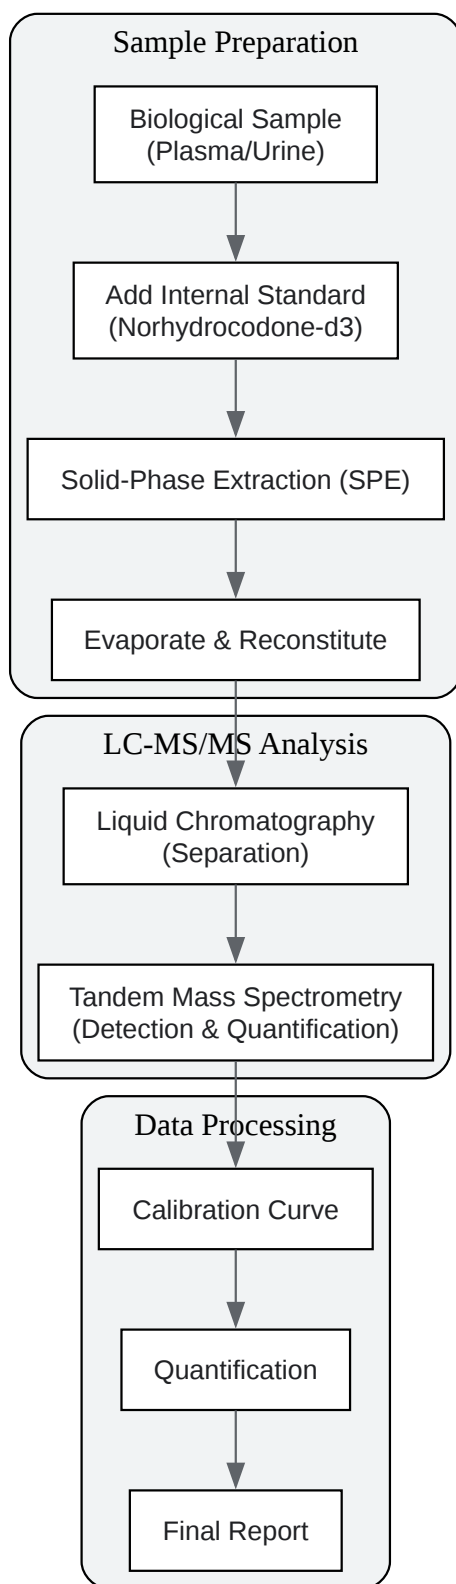 Sample Preparation
Biological Sample
(Plasma/Urine)
Add Internal Standard
(Norhydrocodone-d3)
Solid-Phase Extraction (SPE)
Evaporate & Reconstitute
LC-MS/MS Analysis
Liquid Chromatography
(Separation)
Tandem Mass Spectrometry
(Detection & Quantification)
Data Processing
Calibration Curve
Quantification
Final Report